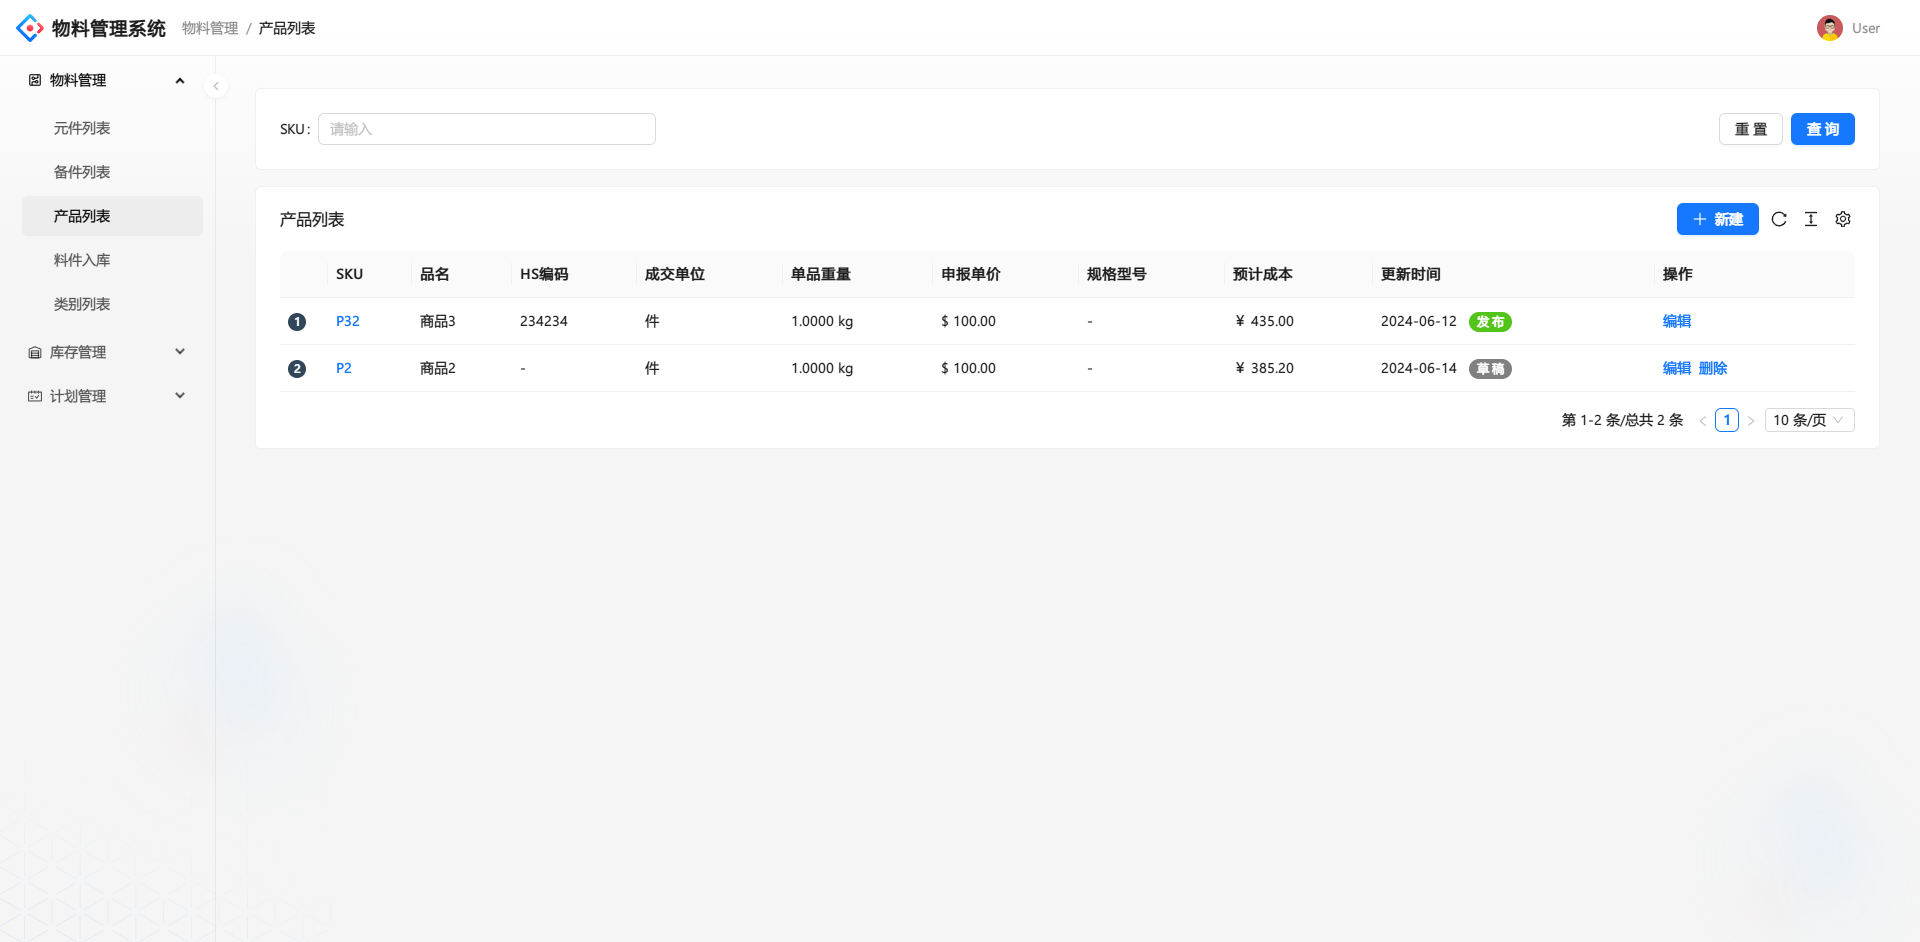 物料管理系统 物料管理 / 产品列表 User
物料管理
元件列表
备件列表
产品列表
料件入库
类别列表
库存管理
计划管理
SKU : 请输入 重 置 查 询
产品列表 新建
SKU 品名 HS编码 成交单位 单品重量 申报单价 规格型号 预计成本 更新时间 操作
1 P32 商品3 234234 件 1.0000 kg $ 100.00 - ¥ 435.00 2024-06-12 发布 编辑
2 P2 商品2 - 件 1.0000 kg $ 100.00 - ¥ 385.20 2024-06-14 草稿 编辑 删除
第 1-2 条/总共 2 条 < 1 > 10 条/页